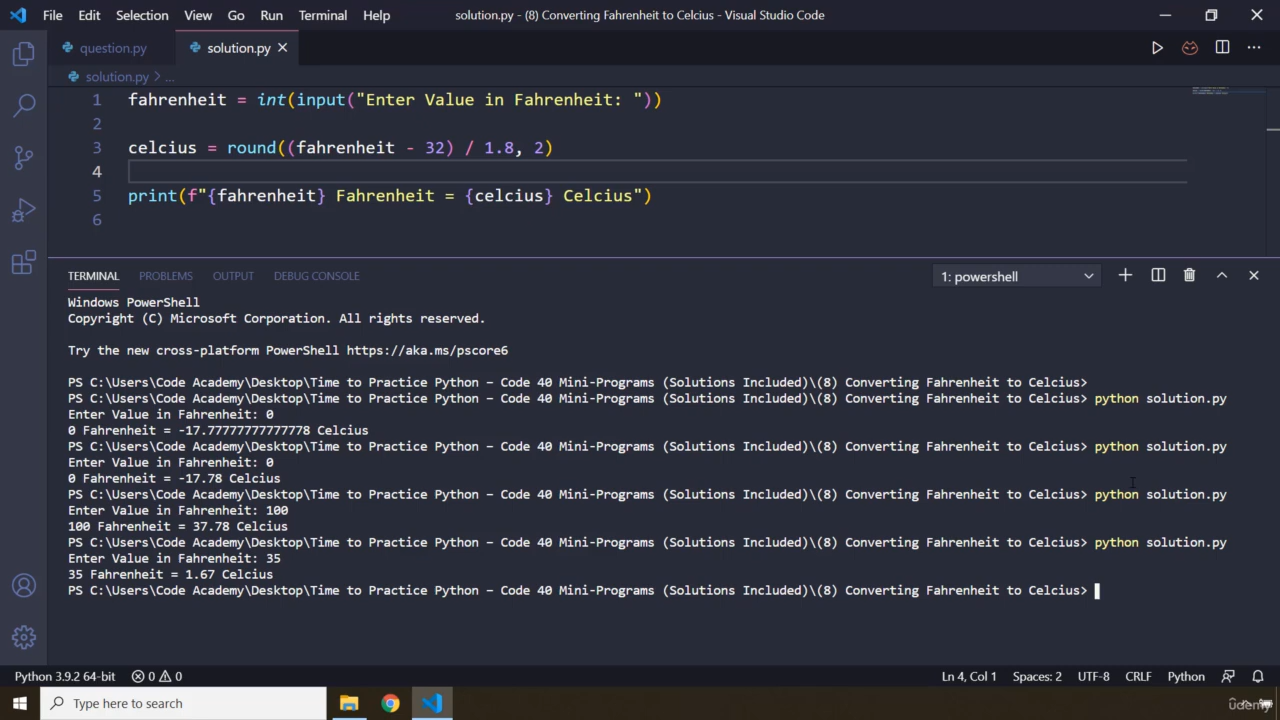 File Edit Selection View Go Run Terminal Help solution.py - (8) Converting Fahrenheit to Celcius - Visual Studio Code
question.py solution.py
solution.py > ...
1 fahrenheit = int(input("Enter Value in Fahrenheit: "))
2
3 celcius = round((fahrenheit - 32) / 1.8, 2)
4
5 print(f"{fahrenheit} Fahrenheit = {celcius} Celcius")
6
TERMINAL PROBLEMS OUTPUT DEBUG CONSOLE 1: powershell
Windows PowerShell
Copyright (C) Microsoft Corporation. All rights reserved.
Try the new cross-platform PowerShell https://aka.ms/pscore6
PS C:\Users\Code Academy\Desktop\Time to Practice Python – Code 40 Mini-Programs (Solutions Included)\(8) Converting Fahrenheit to Celcius>
PS C:\Users\Code Academy\Desktop\Time to Practice Python – Code 40 Mini-Programs (Solutions Included)\(8) Converting Fahrenheit to Celcius> python solution.py
Enter Value in Fahrenheit: 0
0 Fahrenheit = -17.77777777777778 Celcius
PS C:\Users\Code Academy\Desktop\Time to Practice Python – Code 40 Mini-Programs (Solutions Included)\(8) Converting Fahrenheit to Celcius> python solution.py
Enter Value in Fahrenheit: 0
0 Fahrenheit = -17.78 Celcius
PS C:\Users\Code Academy\Desktop\Time to Practice Python – Code 40 Mini-Programs (Solutions Included)\(8) Converting Fahrenheit to Celcius> python solution.py
Enter Value in Fahrenheit: 100
100 Fahrenheit = 37.78 Celcius
PS C:\Users\Code Academy\Desktop\Time to Practice Python – Code 40 Mini-Programs (Solutions Included)\(8) Converting Fahrenheit to Celcius> python solution.py
Enter Value in Fahrenheit: 35
35 Fahrenheit = 1.67 Celcius
PS C:\Users\Code Academy\Desktop\Time to Practice Python – Code 40 Mini-Programs (Solutions Included)\(8) Converting Fahrenheit to Celcius>
Python 3.9.2 64-bit 0 0 Ln 4, Col 1 Spaces: 2 UTF-8 CRLF Python
Type here to search udemy